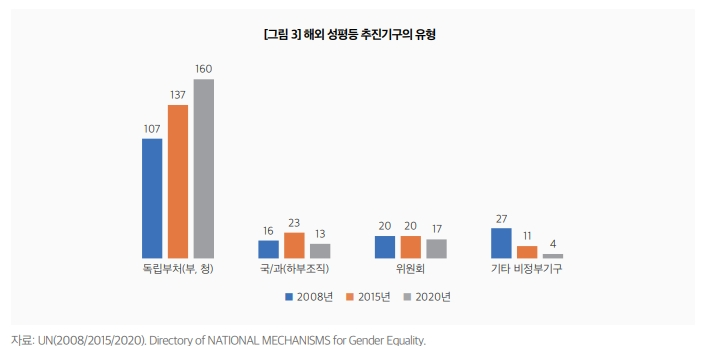 [그림 3] 해외 성평등 추진기구의 유형
160
137
107
27
23
20 20
16
17
13
11
4
독립부처(부, 청) 국/과(하부조직) 위원회 기타 비정부기구
2008년 2015년 2020년
자료: UN(2008/2015/2020). Directory of NATIONAL MECHANISMS for Gender Equality.